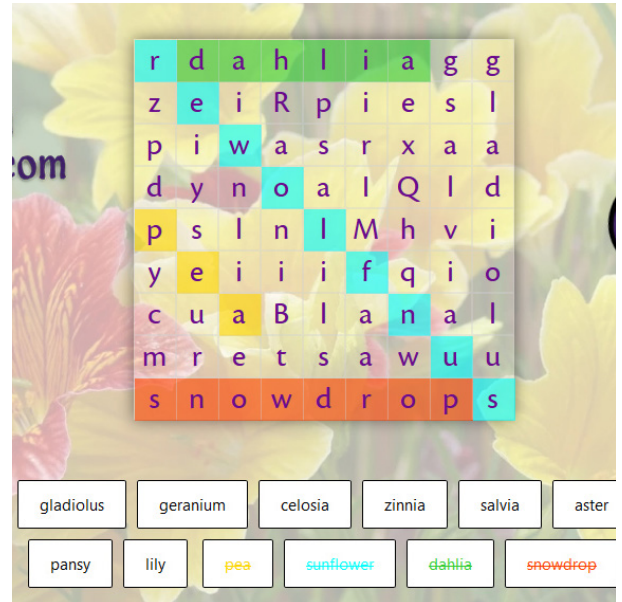 r d a h l i a g g
z e i R p i e s l
.com p i w a s r x a a
d y n o a l Q l d
p s l n l M h v i
y e i i i f q i o
c u a B l a n a l
m r e t s a w u u
s n o w d r o p s
gladiolus geranium celosia zinnia salvia aster
pansy lily pea sunflower dahlia snowdrop